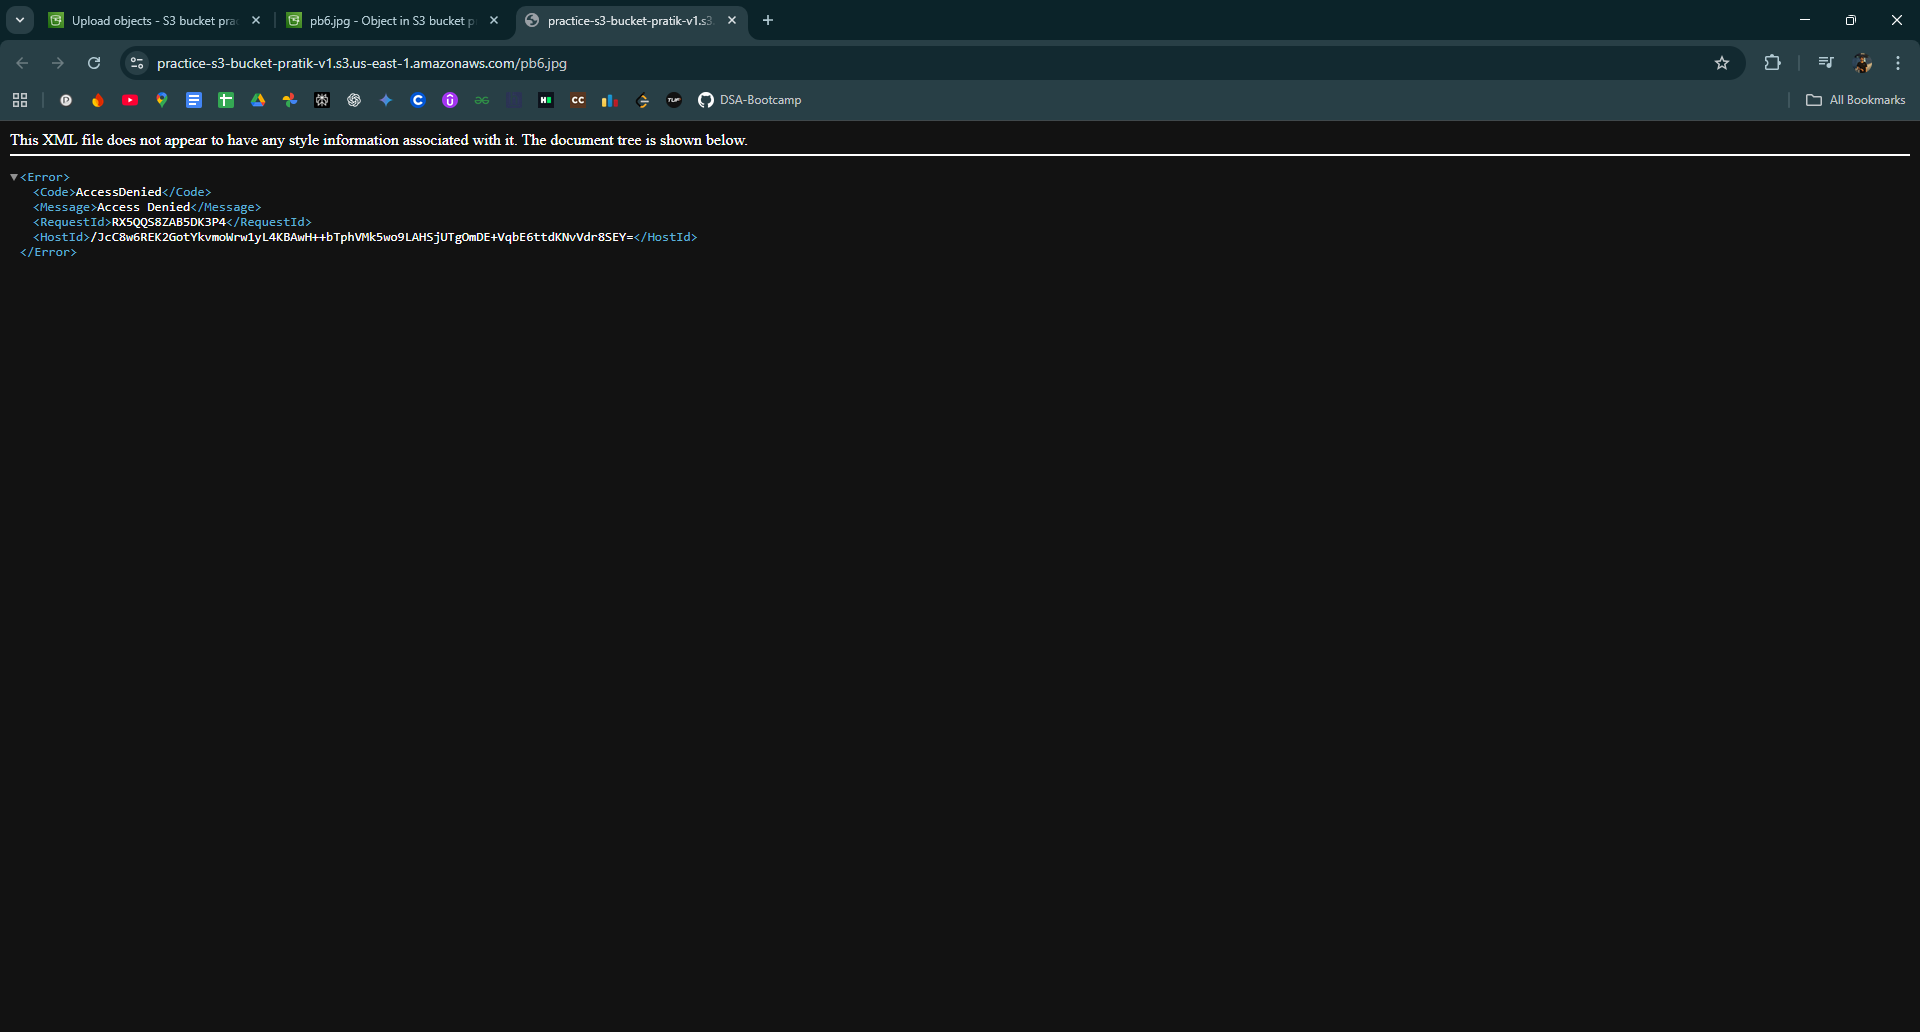 Upload objects - S3 bucket prac
pb6.jpg - Object in S3 bucket p
practice-s3-bucket-pratik-v1.s3.
practice-s3-bucket-pratik-v1.s3.us-east-1.amazonaws.com/pb6.jpg
DSA-Bootcamp
All Bookmarks
This XML file does not appear to have any style information associated with it. The document tree is shown below.
<Error>
<Code>AccessDenied</Code>
<Message>Access Denied</Message>
<RequestId>RX5QQS8ZAB5DK3P4</RequestId>
<HostId>/JcC8w6REK2GotYkvmoWrw1yL4KBAwH++bTphVMk5wo9LAHSjUTgOmDE+VqbE6ttdKNvVdr8SEY=</HostId>
</Error>